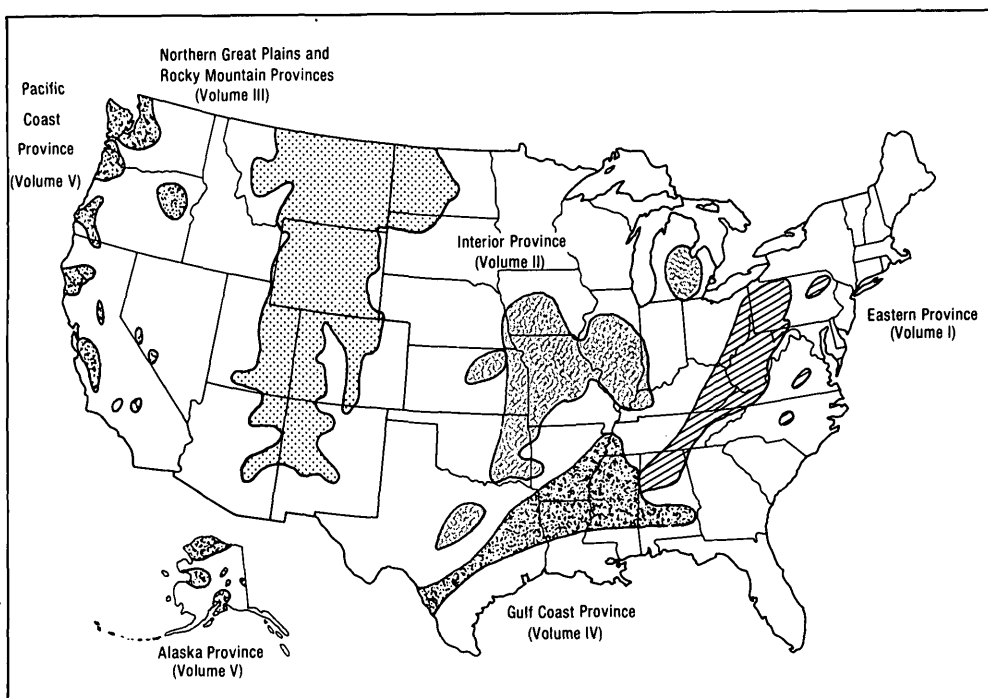 Northern Great Plains and
Rocky Mountain Provinces
(Volume III)
Pacific
Coast
Province
(Volume V)
Interior Province
(Volume II)
Eastern Province
(Volume I)
Gulf Coast Province
(Volume IV)
Alaska Province
(Volume V)